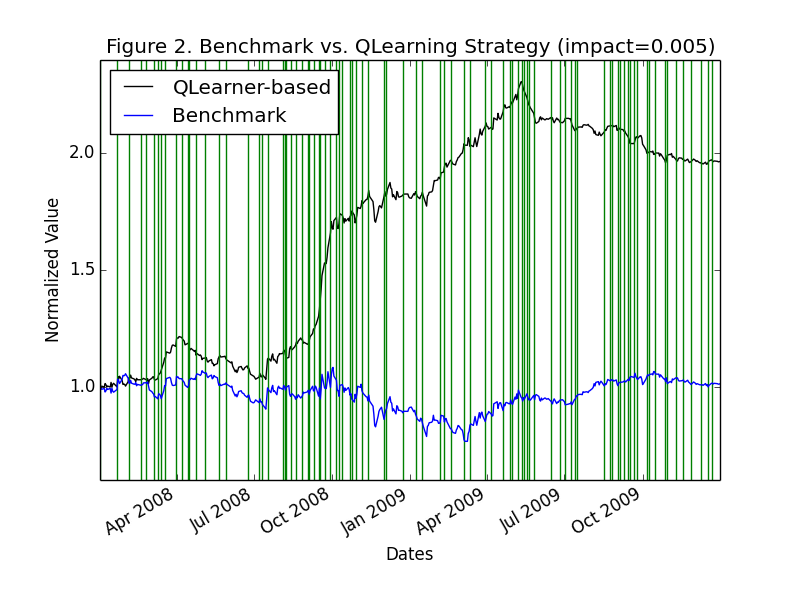 Figure 2. Benchmark vs. QLearning Strategy (impact=0.005)
QLearner-based
Benchmark
2.0
1.5
1.0
Normalized Value
Apr 2008
Jul 2008
Oct 2008
Jan 2009
Apr 2009
Jul 2009
Oct 2009
Dates